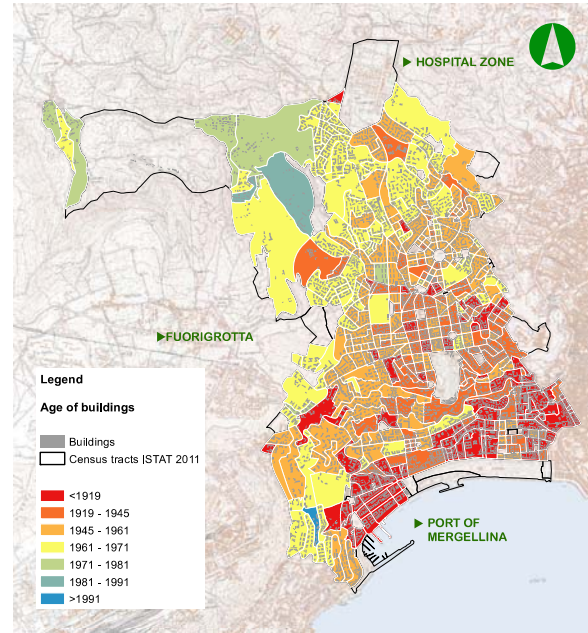 ▶ HOSPITAL ZONE
▶FUORIGROTTA
Legend
Age of buildings
Buildings
Census tracts ISTAT 2011
<1919
1919 - 1945
1945 - 1961
1961 - 1971
1971 - 1981
1981 - 1991
>1991
▶ PORT OF
MERGELLINA